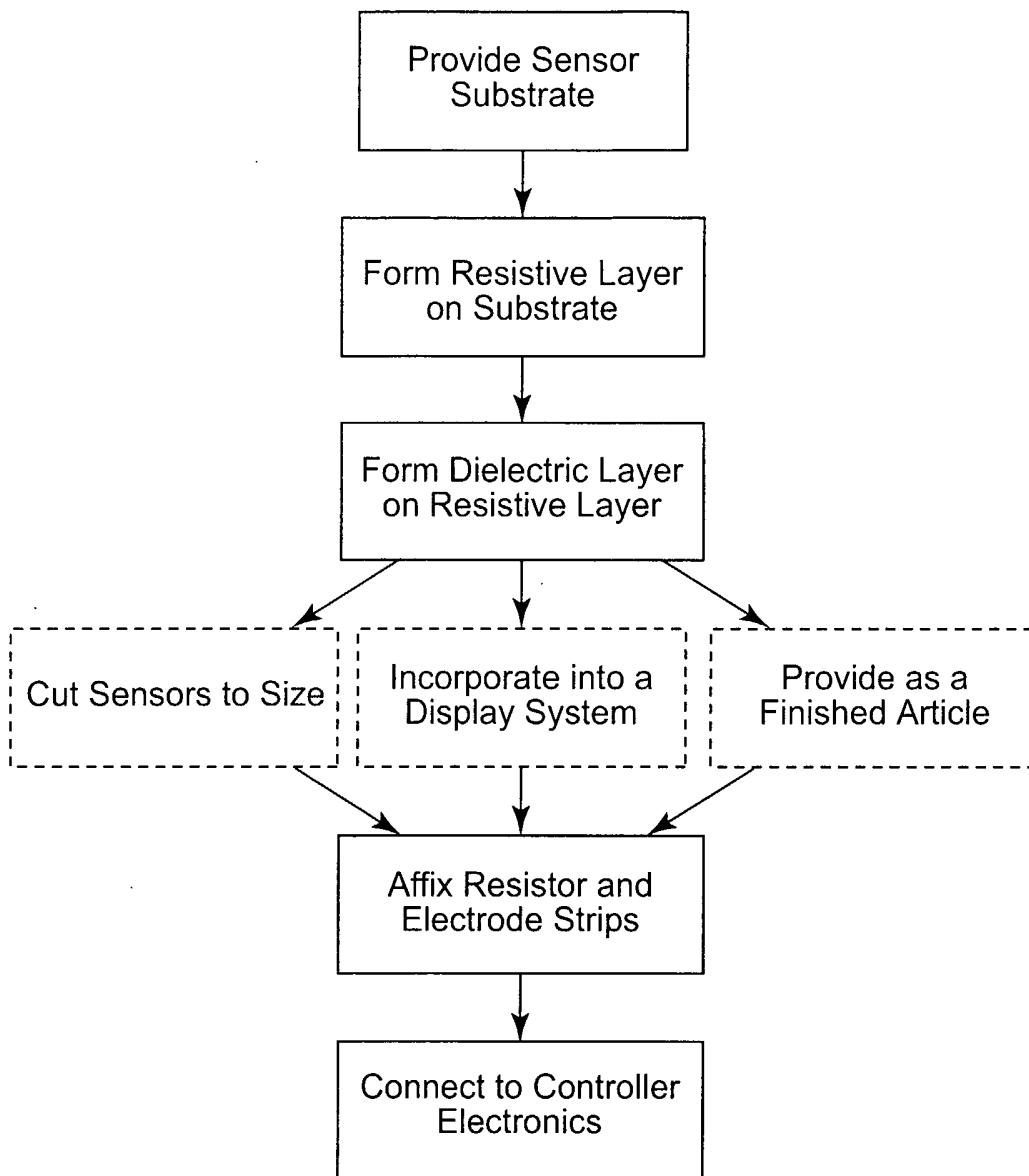 Provide Sensor
Substrate
Form Resistive Layer
on Substrate
Form Dielectric Layer
on Resistive Layer
Cut Sensors to Size
Incorporate into a
Display System
Provide as a
Finished Article
Affix Resistor and
Electrode Strips
Connect to Controller
Electronics